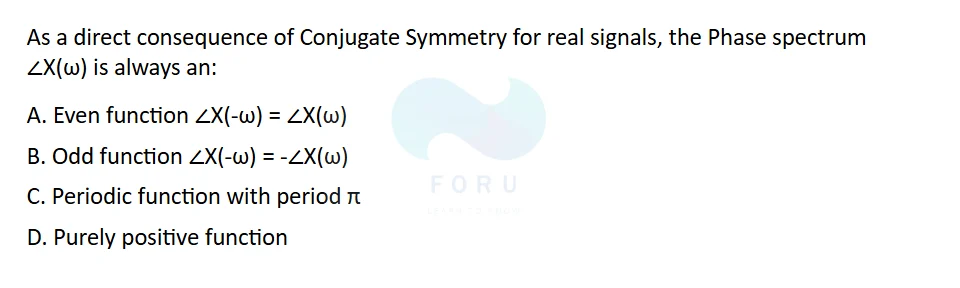 As a direct consequence of Conjugate Symmetry for real signals, the Phase spectrum
∠X(ω) is always an:
A. Even function ∠X(-ω) = ∠X(ω)
B. Odd function ∠X(-ω) = -∠X(ω)
C. Periodic function with period π
FORU
D. Purely positive function